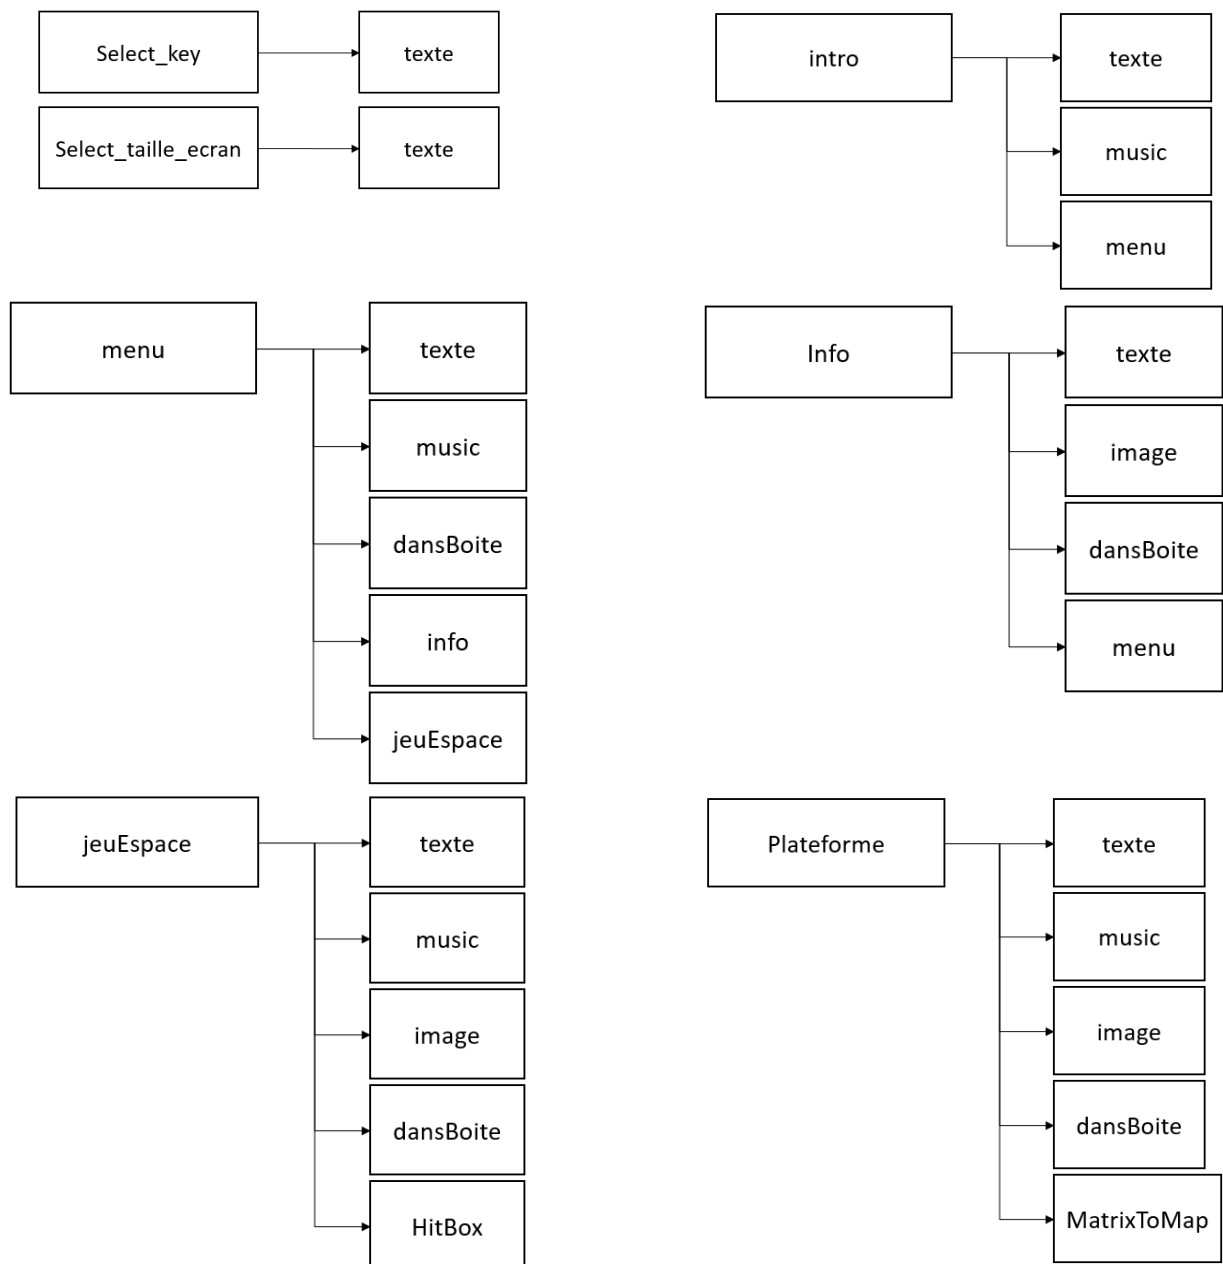 Select_key
texte
Select_taille_ecran
texte
intro
texte
music
menu
menu
texte
music
dansBoite
info
jeuEspace
Info
texte
image
dansBoite
menu
jeuEspace
texte
music
image
dansBoite
HitBox
Plateforme
texte
music
image
dansBoite
MatrixToMap